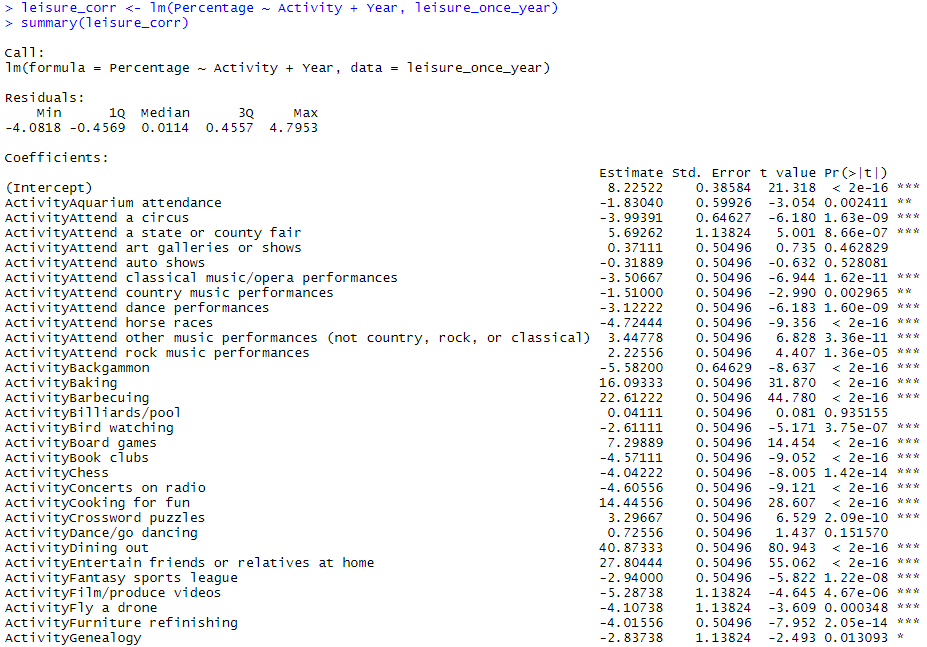 > leisure_corr <- lm(Percentage ~ Activity + Year, leisure_once_year)
> summary(leisure_corr)
Call:
lm(formula = Percentage ~ Activity + Year, data = leisure_once_year)
Residuals:
Min 1Q Median 3Q Max
-4.0818 -0.4569 0.0114 0.4557 4.7953
Coefficients:
Estimate Std. Error t value Pr(>|t|)
(Intercept) 8.22522 0.38584 21.318 < 2e-16 ***
ActivityAquarium attendance -1.83040 0.59926 -3.054 0.002411 **
ActivityAttend a circus -3.99391 0.64627 -6.180 1.63e-09 ***
ActivityAttend a state or county fair 5.69262 1.13824 5.001 8.66e-07 ***
ActivityAttend art galleries or shows 0.37111 0.50496 0.735 0.462829
ActivityAttend auto shows -0.31889 0.50496 -0.632 0.528081
ActivityAttend classical music/opera performances -3.50667 0.50496 -6.944 1.62e-11 ***
ActivityAttend country music performances -1.51000 0.50496 -2.990 0.002965 **
ActivityAttend dance performances -3.12222 0.50496 -6.183 1.60e-09 ***
ActivityAttend horse races -4.72444 0.50496 -9.356 < 2e-16 ***
ActivityAttend other music performances (not country, rock, or classical) 3.44778 0.50496 6.828 3.36e-11 ***
ActivityAttend rock music performances 2.22556 0.50496 4.407 1.36e-05 ***
ActivityBackgammon -5.58200 0.64629 -8.637 < 2e-16 ***
ActivityBaking 16.09333 0.50496 31.870 < 2e-16 ***
ActivityBarbecuing 22.61222 0.50496 44.780 < 2e-16 ***
ActivityBilliards/pool 0.04111 0.50496 0.081 0.935155
ActivityBird watching -2.61111 0.50496 -5.171 3.75e-07 ***
ActivityBoard games 7.29889 0.50496 14.454 < 2e-16 ***
ActivityBook clubs -4.57111 0.50496 -9.052 < 2e-16 ***
ActivityChess -4.04222 0.50496 -8.005 1.42e-14 ***
ActivityConcerts on radio -4.60556 0.50496 -9.121 < 2e-16 ***
ActivityCooking for fun 14.44556 0.50496 28.607 < 2e-16 ***
ActivityCrossword puzzles 3.29667 0.50496 6.529 2.09e-10 ***
ActivityDance/go dancing 0.72556 0.50496 1.437 0.151570
ActivityDining out 40.87333 0.50496 80.943 < 2e-16 ***
ActivityEntertain friends or relatives at home 27.80444 0.50496 55.062 < 2e-16 ***
ActivityFantasy sports league -2.94000 0.50496 -5.822 1.22e-08 ***
ActivityFilm/produce videos -5.28738 1.13824 -4.645 4.67e-06 ***
ActivityFly a drone -4.10738 1.13824 -3.609 0.000348 ***
ActivityFurniture refinishing -4.01556 0.50496 -7.952 2.05e-14 ***
ActivityGenealogy -2.83738 1.13824 -2.493 0.013093 *